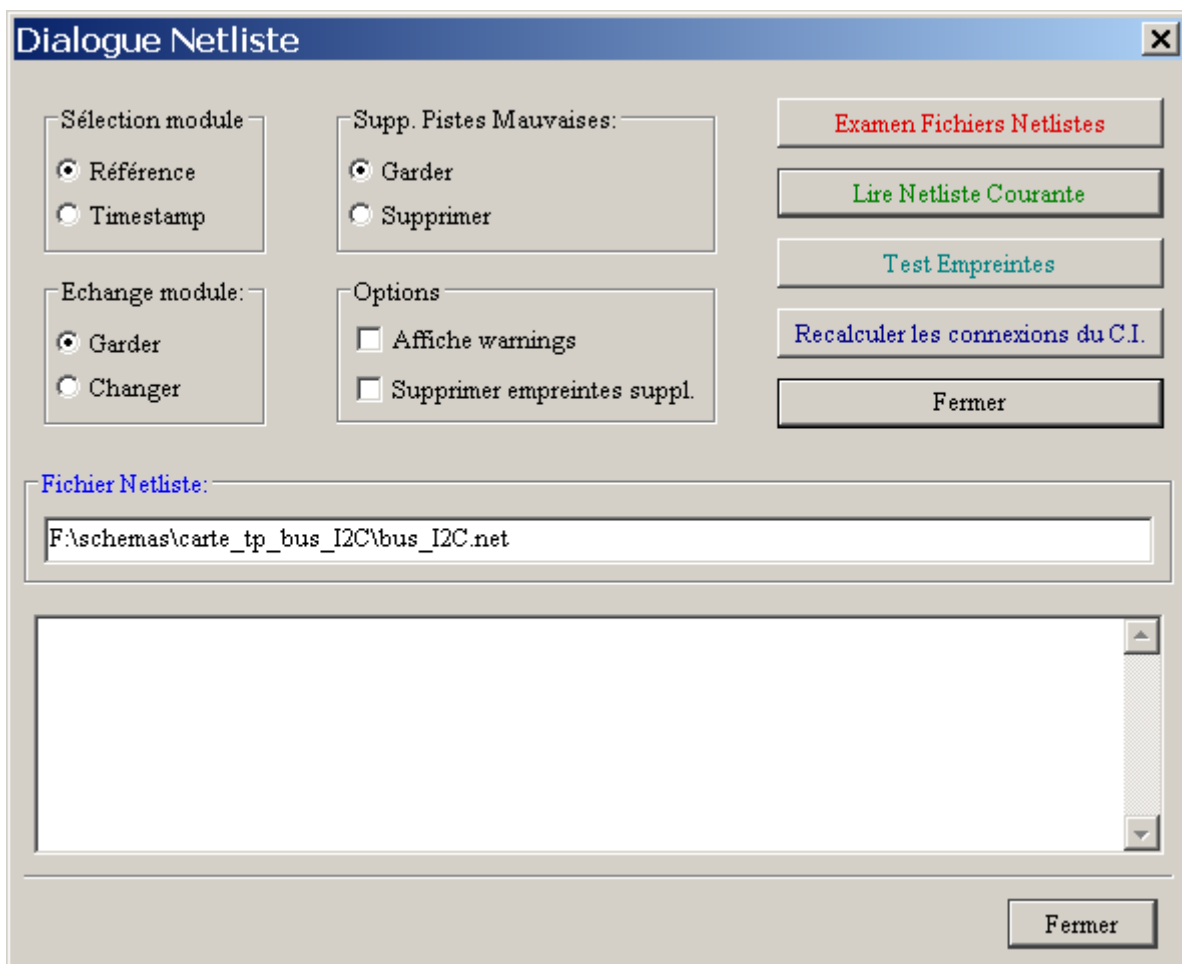 Dialogue Netliste
Sélection module
Référence
Timestamp
Supp. Pistes Mauvaises:
Garder
Supprimer
Examen Fichiers Netlistes
Lire Netliste Courante
Test Empreintes
Recalculer les connexions du C.I.
Fermer
Echange module:
Garder
Changer
Options
Affiche warnings
Supprimer empreintes suppl.
Fichier Netliste:
F:\schemas\carte_tp_bus_I2C\bus_I2C.net
Fermer